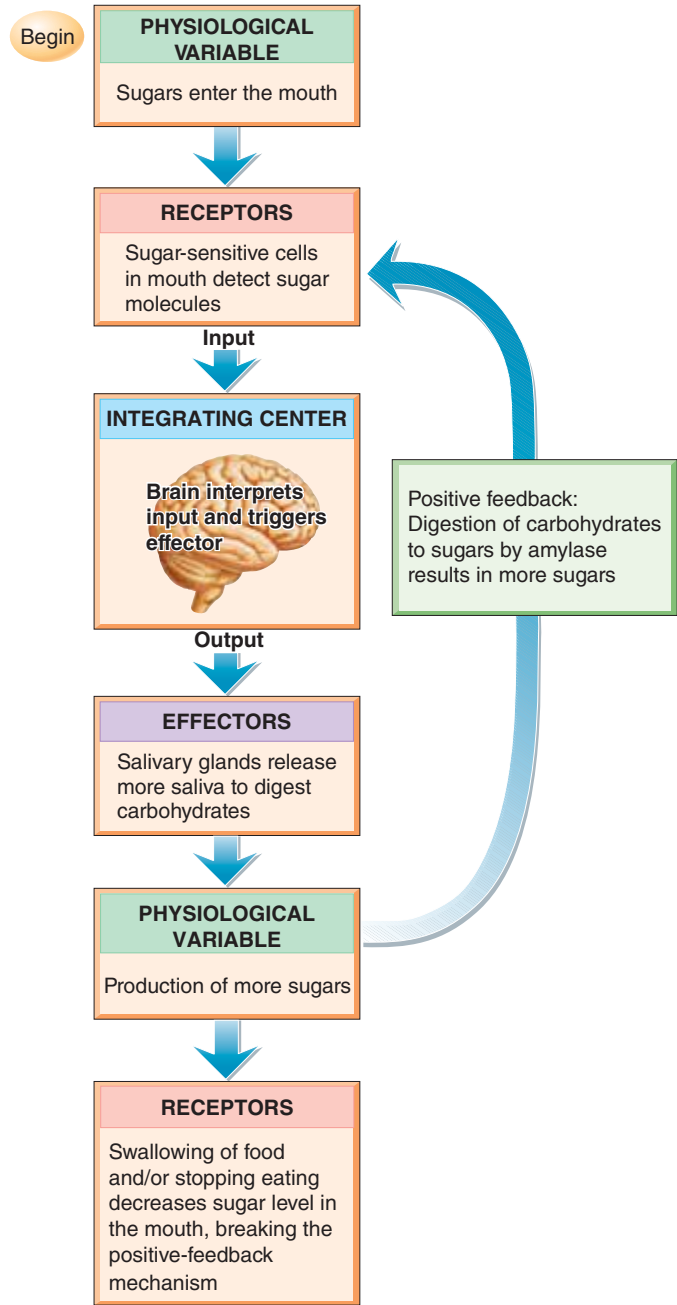 Begin
PHYSIOLOGICAL
VARIABLE
Sugars enter the mouth
RECEPTORS
Sugar-sensitive cells
in mouth detect sugar
molecules
Input
INTEGRATING CENTER
Brain interprets
input and triggers
effector
Output
EFFECTORS
Salivary glands release
more saliva to digest
carbohydrates
PHYSIOLOGICAL
VARIABLE
Production of more sugars
Positive feedback:
Digestion of carbohydrates
to sugars by amylase
results in more sugars
RECEPTORS
Swallowing of food
and/or stopping eating
decreases sugar level in
the mouth, breaking the
positive-feedback
mechanism